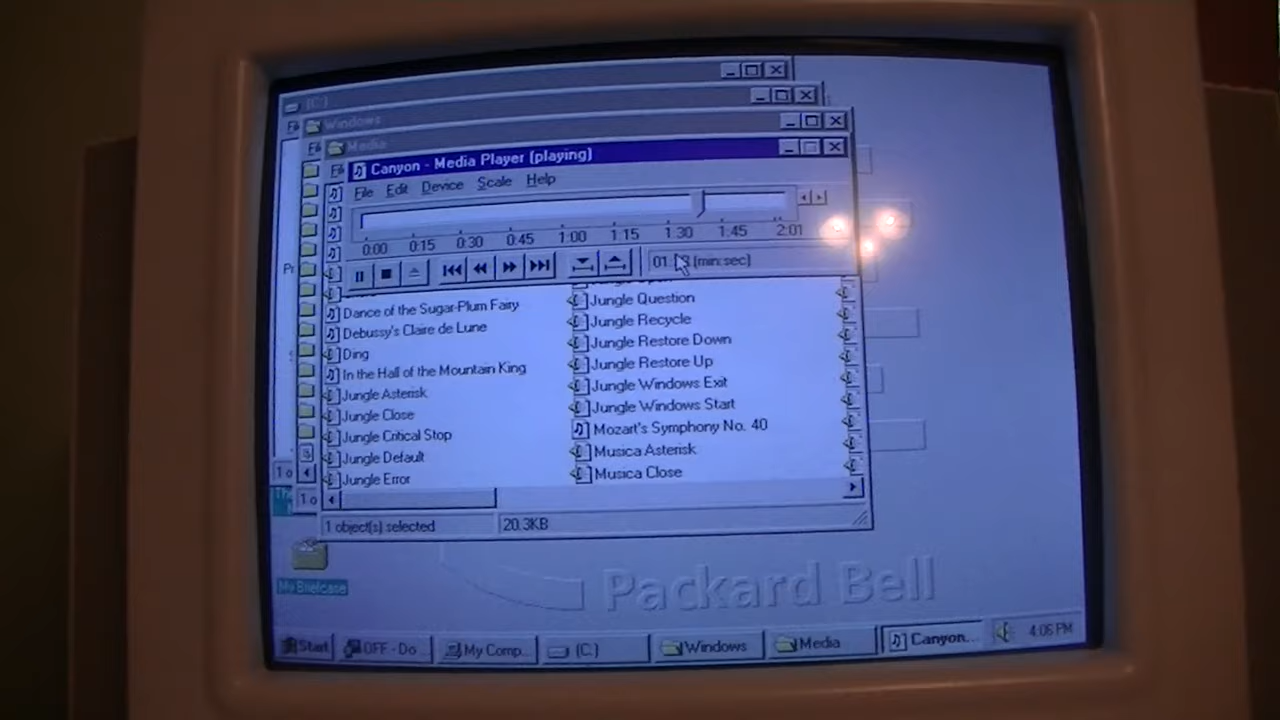 (C:)
Windows
Media
Canyon - Media Player (playing)
File Edit Device Scale Help
0:00 0:15 0:30 0:45 1:00 1:15 1:30 1:45 2:01
(min:sec)
Dance of the Sugar-Plum Fairy
Debussy's Claire de Lune
Ding
In the Hall of the Mountain King
Jungle Asterisk
Jungle Close
Jungle Critical Stop
Jungle Default
Jungle Error
Jungle Question
Jungle Recycle
Jungle Restore Down
Jungle Restore Up
Jungle Windows Exit
Jungle Windows Start
Mozart's Symphony No. 40
Musica Asterisk
Musica Close
1 object(s) selected 20.3KB
My Briefcase
Packard Bell
Start OFF - Do... My Comp... (C:) Windows Media Canyon... 4:06 PM